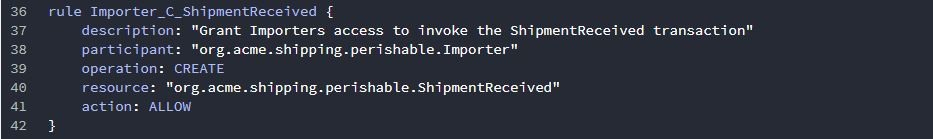 36 rule Importer_C_ShipmentReceived {
37     description: "Grant Importers access to invoke the ShipmentReceived transaction"
38     participant: "org.acme.shipping.perishable.Importer"
39     operation: CREATE
40     resource: "org.acme.shipping.perishable.ShipmentReceived"
41     action: ALLOW
42 }